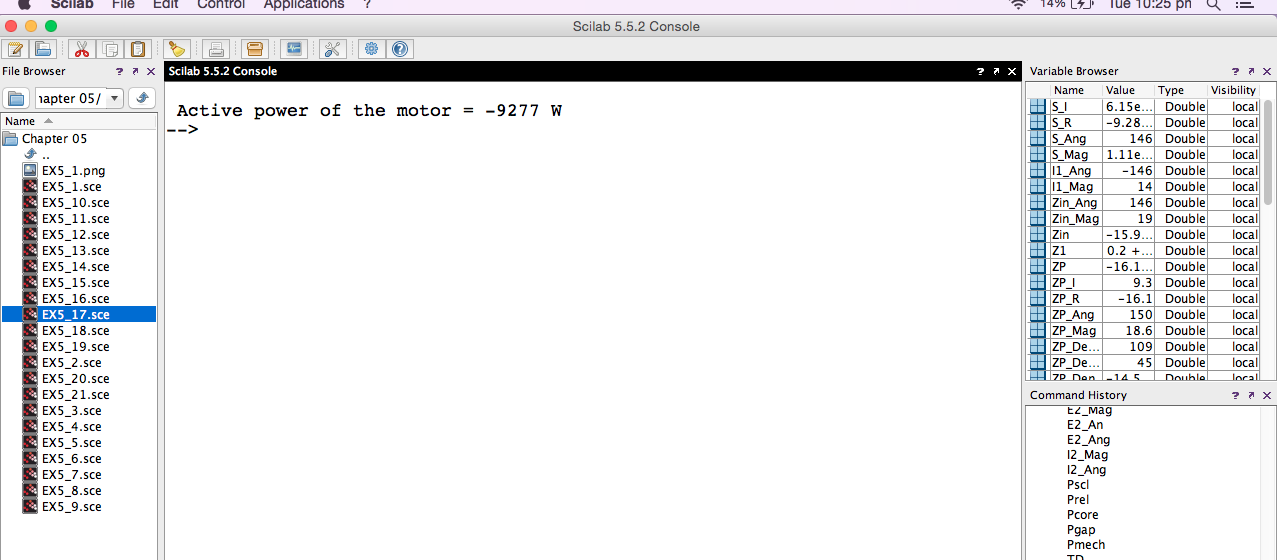 Scilab File Edit Control Applications ? 14% Tue 10:25 pm
Scilab 5.5.2 Console
File Browser ? ↗ ✕
Scilab 5.5.2 Console ? ↗ ✕
Variable Browser ? ↗ ✕
apter 05/
Name
Chapter 05
..
EX5_1.png
EX5_1.sce
EX5_10.sce
EX5_11.sce
EX5_12.sce
EX5_13.sce
EX5_14.sce
EX5_15.sce
EX5_16.sce
EX5_17.sce
EX5_18.sce
EX5_19.sce
EX5_2.sce
EX5_20.sce
EX5_21.sce
EX5_3.sce
EX5_4.sce
EX5_5.sce
EX5_6.sce
EX5_7.sce
EX5_8.sce
EX5_9.sce
Active power of the motor = -9277 W
-->
Name Value Type Visibility
S_I 6.15e... Double local
S_R -9.28... Double local
S_Ang 146 Double local
S_Mag 1.11e... Double local
I1_Ang -146 Double local
I1_Mag 14 Double local
Zin_Ang 146 Double local
Zin_Mag 19 Double local
Zin -15.9... Double local
Z1 0.2 +... Double local
ZP -16.1... Double local
ZP_I 9.3 Double local
ZP_R -16.1 Double local
ZP_Ang 150 Double local
ZP_Mag 18.6 Double local
ZP_De... 109 Double local
ZP_De... 45 Double local
ZP_Den -14.5 Double local
Command History ? ↗ ✕
E2_Mag
E2_An
E2_Ang
I2_Mag
I2_Ang
Pscl
Prel
Pcore
Pgap
Pmech
TD